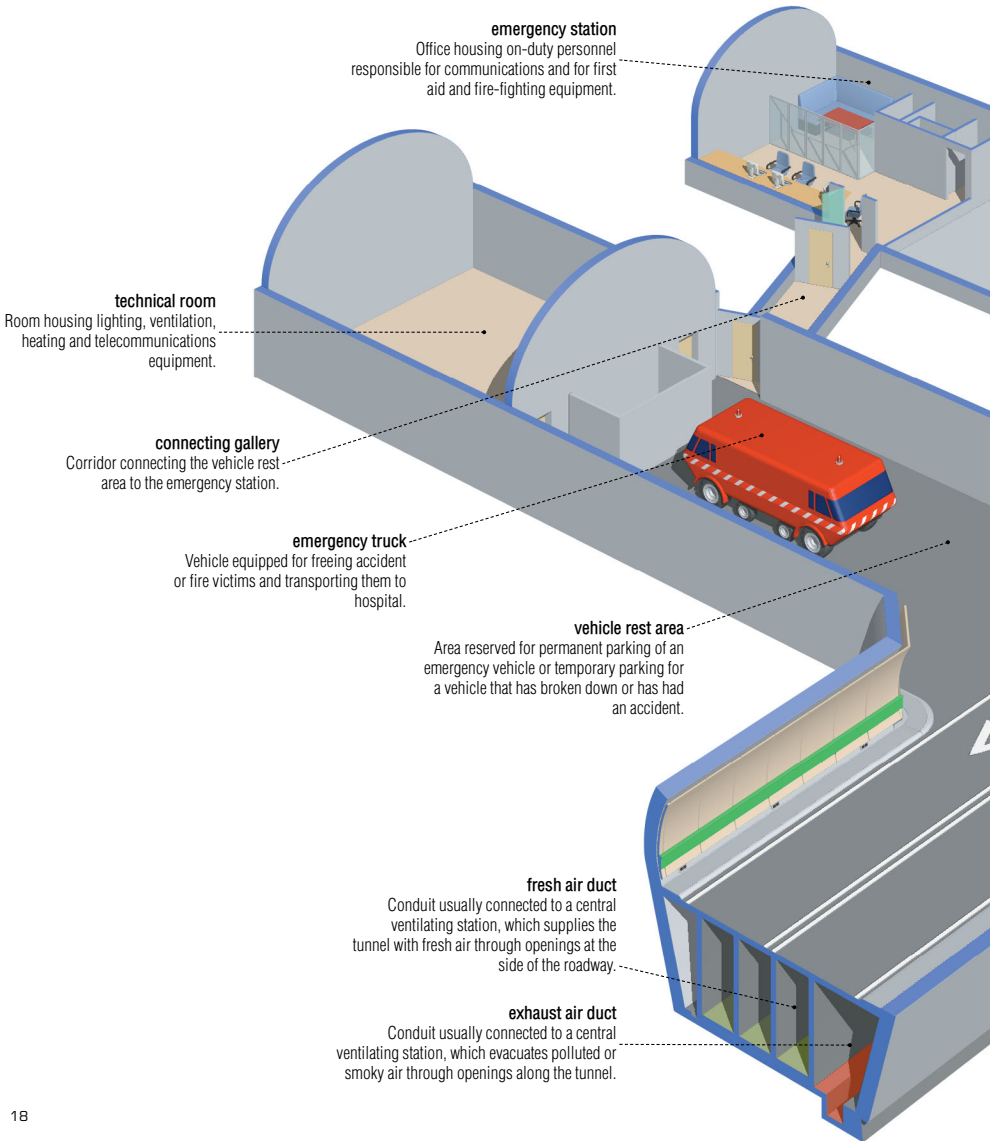 emergency station
Office housing on-duty personnel
responsible for communications and for first
aid and fire-fighting equipment.
technical room
Room housing lighting, ventilation,
heating and telecommunications
equipment.
connecting gallery
Corridor connecting the vehicle rest
area to the emergency station.
emergency truck
Vehicle equipped for freeing accident
or fire victims and transporting them to
hospital.
vehicle rest area
Area reserved for permanent parking of an
emergency vehicle or temporary parking for
a vehicle that has broken down or has had
an accident.
fresh air duct
Conduit usually connected to a central
ventilating station, which supplies the
tunnel with fresh air through openings at the
side of the roadway.
exhaust air duct
Conduit usually connected to a central
ventilating station, which evacuates polluted or
smoky air through openings along the tunnel.
18